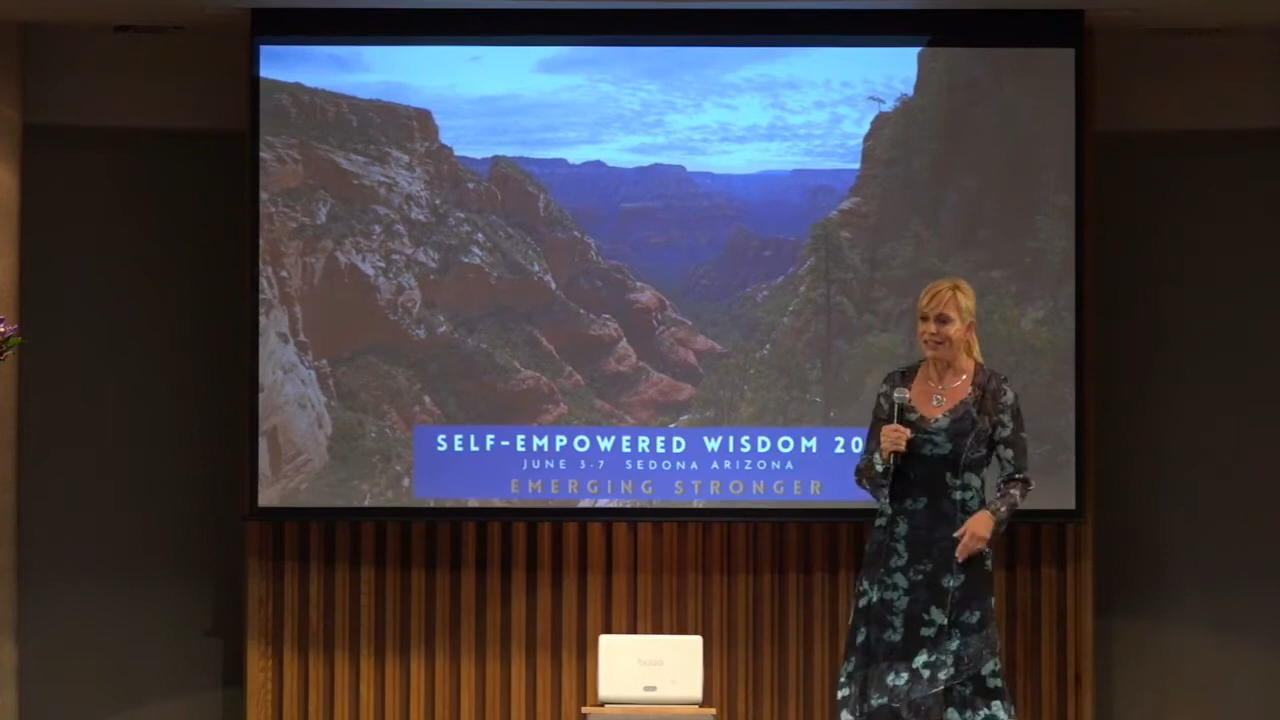 SELF-EMPOWERED WISDOM 20
JUNE 3-7 SEDONA ARIZONA
EMERGING STRONGER